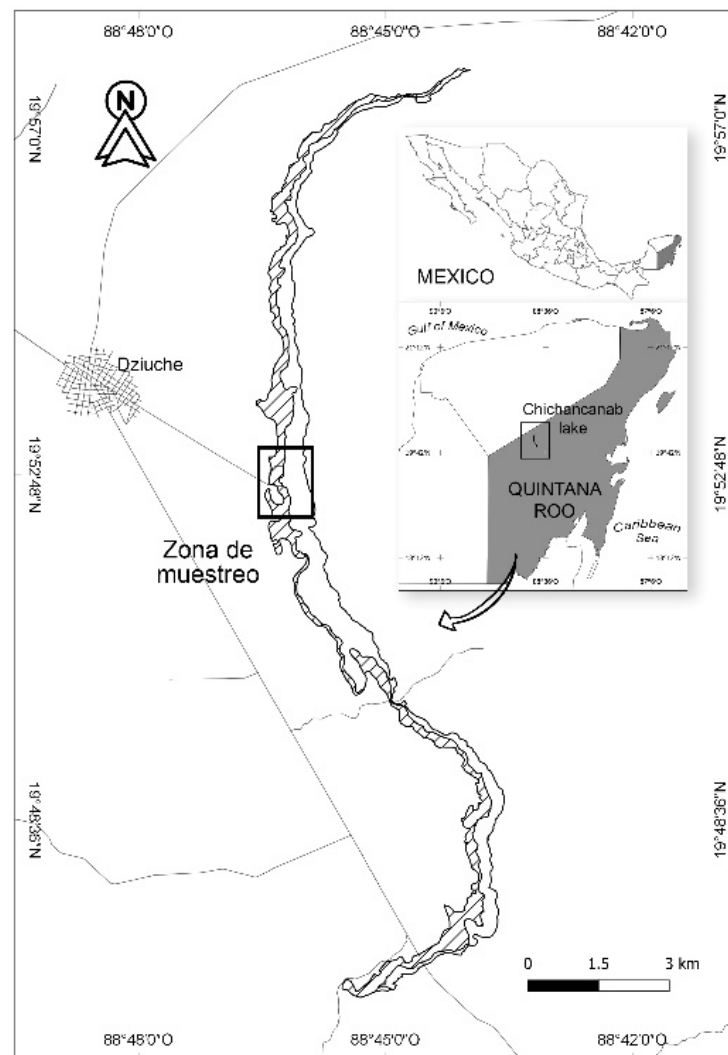 88°48'0"O
88°45'0"O
88°42'0"O
19°57'0"N
19°57'0"N
N
MEXICO
Gulf of Mexico
Chichancanab
lake
QUINTANA
ROO
Caribbean
Sea
Dziuche
19°52'48"N
19°52'48"N
Zona de
muestreo
19°48'36"N
19°48'36"N
0 1.5 3 km
88°48'0"O
88°45'0"O
88°42'0"O